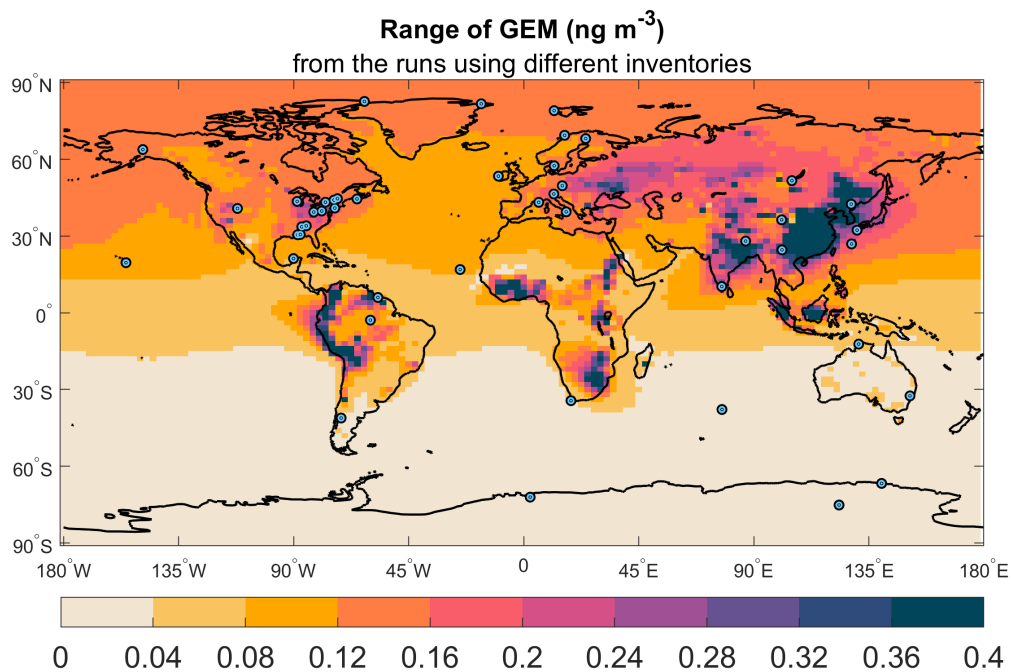 Range of GEM (ng m⁻³)
from the runs using different inventories
90°N
60°N
30°N
0°
30°S
60°S
90°S
180°W 135°W 90°W 45°W 0 45°E 90°E 135°E 180°E
0 0.04 0.08 0.12 0.16 0.2 0.24 0.28 0.32 0.36 0.4